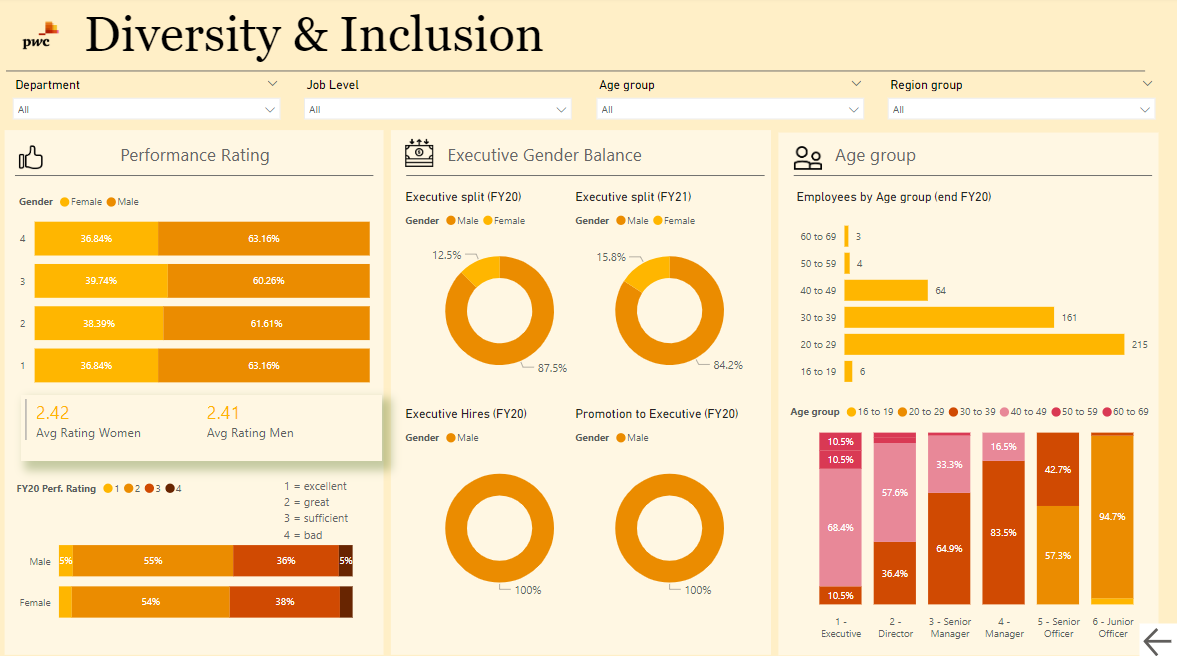 pwc
Diversity & Inclusion
Department
Job Level
Age group
Region group
All
All
All
All
Performance Rating
Gender Female Male
4 36.84% 63.16%
3 39.74% 60.26%
2 38.39% 61.61%
1 36.84% 63.16%
2.42
Avg Rating Women
2.41
Avg Rating Men
FY20 Perf. Rating 1 2 3 4
1 = excellent
2 = great
3 = sufficient
4 = bad
Male 5% 55% 36% 5%
Female 54% 38%
Executive Gender Balance
Executive split (FY20)
Gender Male Female
12.5%
87.5%
Executive split (FY21)
Gender Male Female
15.8%
84.2%
Executive Hires (FY20)
Gender Male
100%
Promotion to Executive (FY20)
Gender Male
100%
Age group
Employees by Age group (end FY20)
60 to 69 3
50 to 59 4
40 to 49 64
30 to 39 161
20 to 29 215
16 to 19 6
Age group 16 to 19 20 to 29 30 to 39 40 to 49 50 to 59 60 to 69
10.5%
10.5%
68.4%
10.5%
57.6%
36.4%
33.3%
64.9%
16.5%
83.5%
42.7%
57.3%
94.7%
1 -
Executive
2 -
Director
3 - Senior
Manager
4 -
Manager
5 - Senior
Officer
6 - Junior
Officer